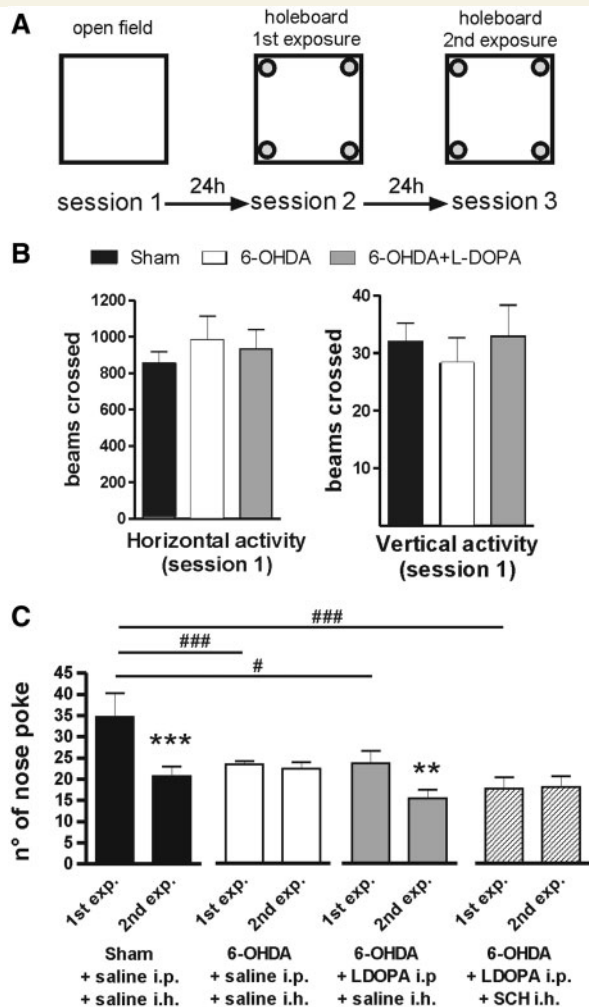 A
open field
holeboard
1st exposure
holeboard
2nd exposure
session 1
24h
session 2
24h
session 3
B
Sham
6-OHDA
6-OHDA+L-DOPA
beams crossed
1200
1000
800
600
400
200
0
Horizontal activity
(session 1)
beams crossed
40
30
20
10
Vertical activity
(session 1)
C
###
###
#
n° of nose poke
45
40
35
30
25
20
15
10
5
0
***
**
1st exp.
2nd exp.
1st exp.
2nd exp.
1st exp.
2nd exp.
1st exp.
2nd exp.
Sham
+ saline i.p.
+ saline i.h.
6-OHDA
+ saline i.p.
+ saline i.h.
6-OHDA
+ LDOPA i.p
+ saline i.h.
6-OHDA
+ LDOPA i.p.
+ SCH i.h.